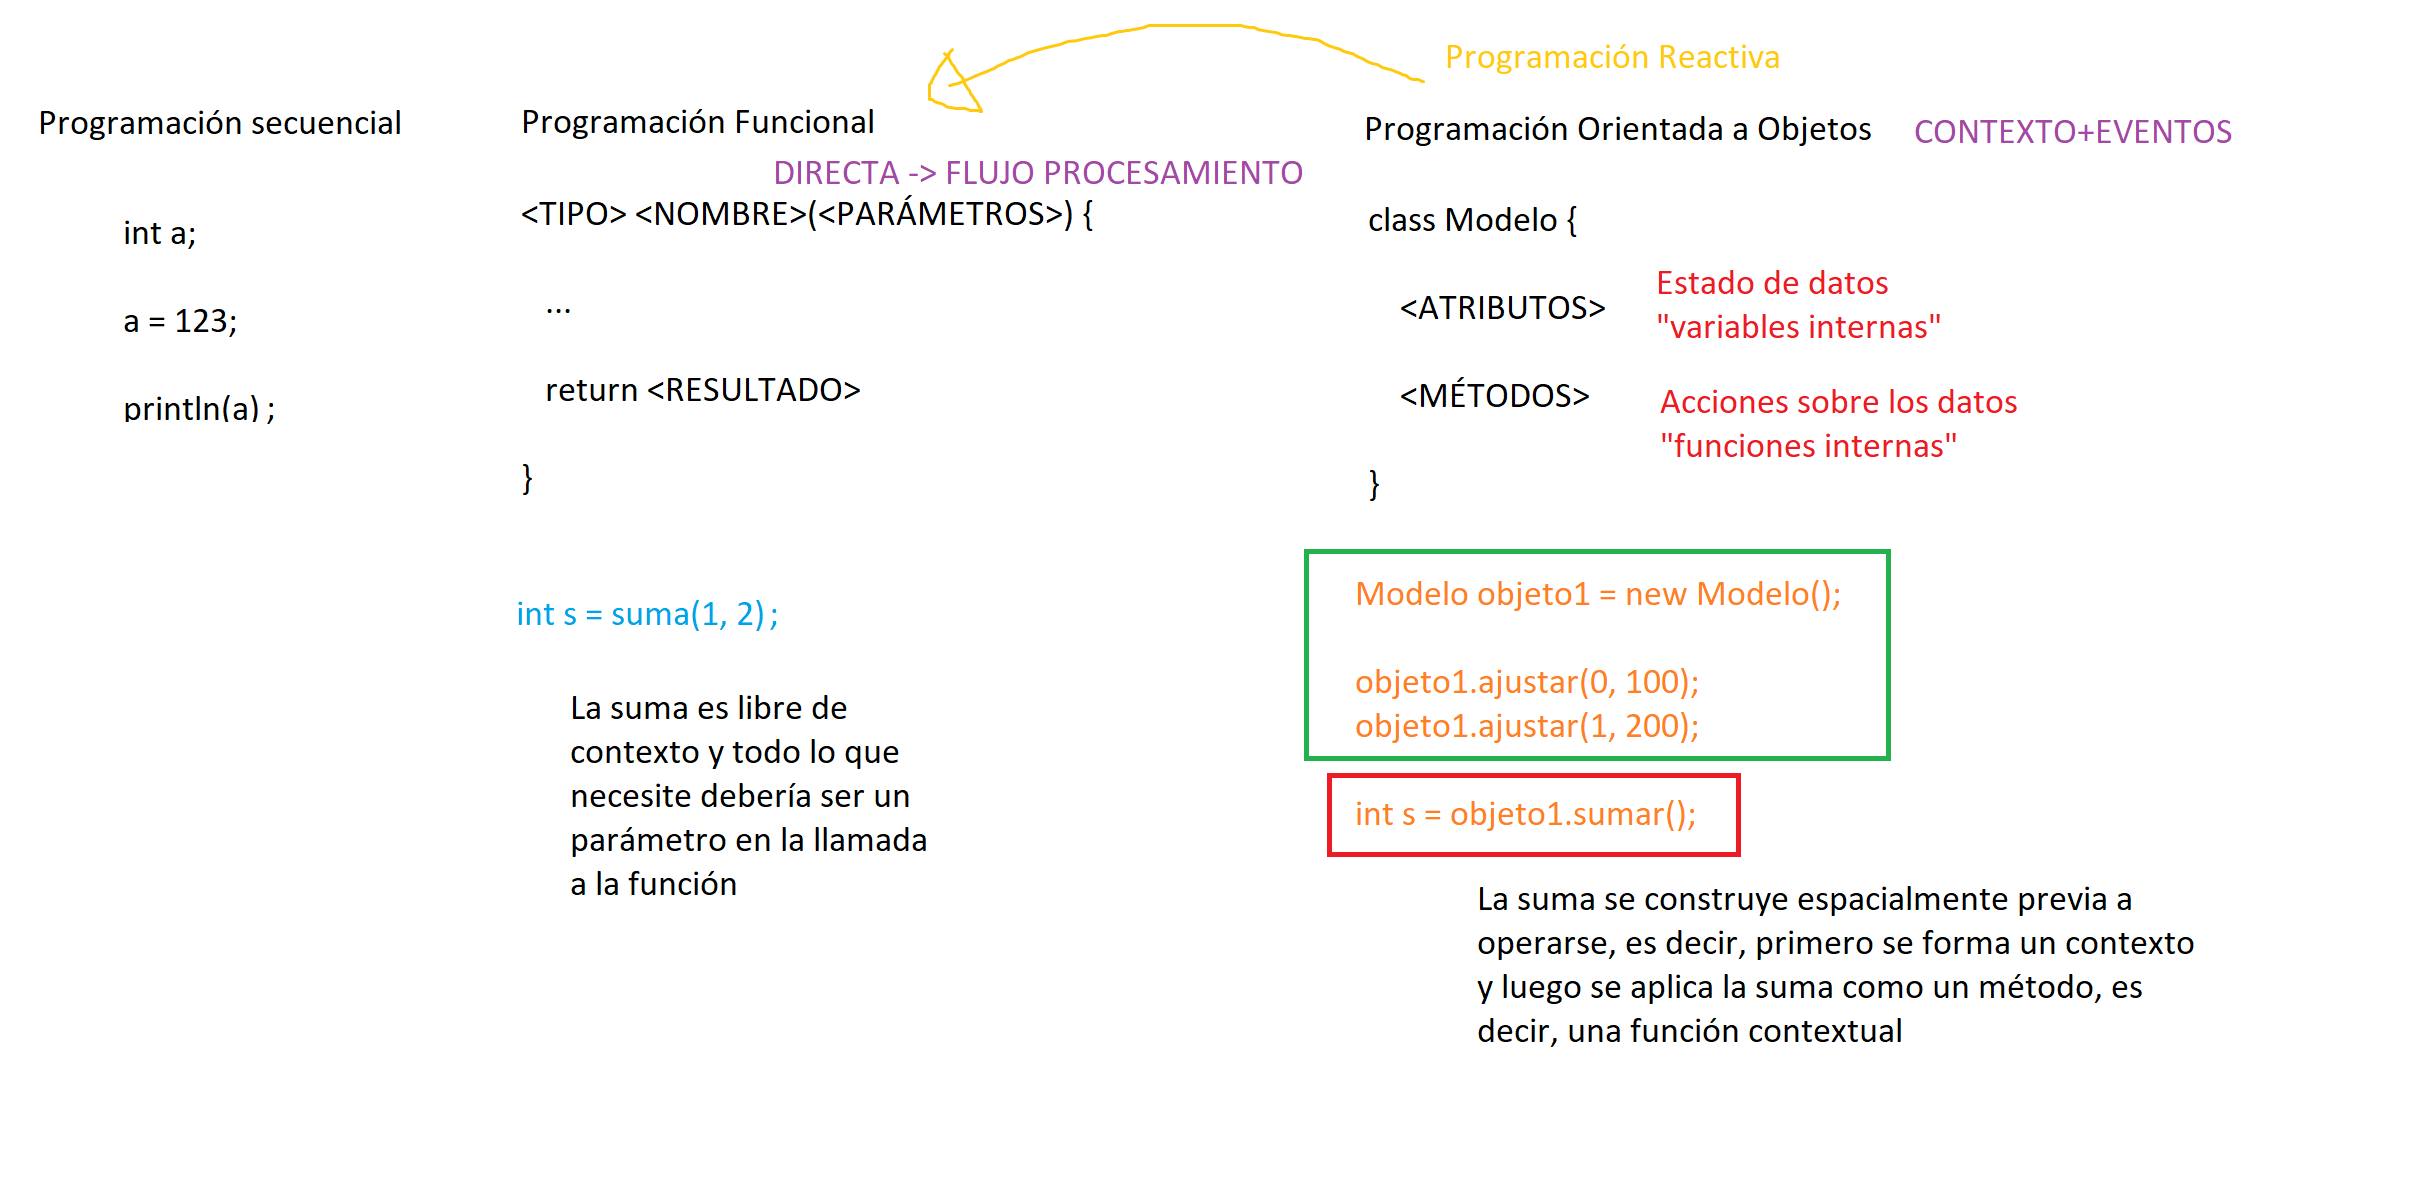 Programación Reactiva
Programación secuencial
int a;
a = 123;
println(a) ;
Programación Funcional
DIRECTA -> FLUJO PROCESAMIENTO
<TIPO> <NOMBRE>(<PARÁMETROS>) {
...
return <RESULTADO>
}
int s = suma(1, 2) ;
La suma es libre de
contexto y todo lo que
necesite debería ser un
parámetro en la llamada
a la función
Programación Orientada a Objetos
CONTEXTO+EVENTOS
class Modelo {
<ATRIBUTOS>
Estado de datos
"variables internas"
<MÉTODOS>
Acciones sobre los datos
"funciones internas"
}
Modelo objeto1 = new Modelo();
objeto1.ajustar(0, 100);
objeto1.ajustar(1, 200);
int s = objeto1.sumar();
La suma se construye espacialmente previa a
operarse, es decir, primero se forma un contexto
y luego se aplica la suma como un método, es
decir, una función contextual